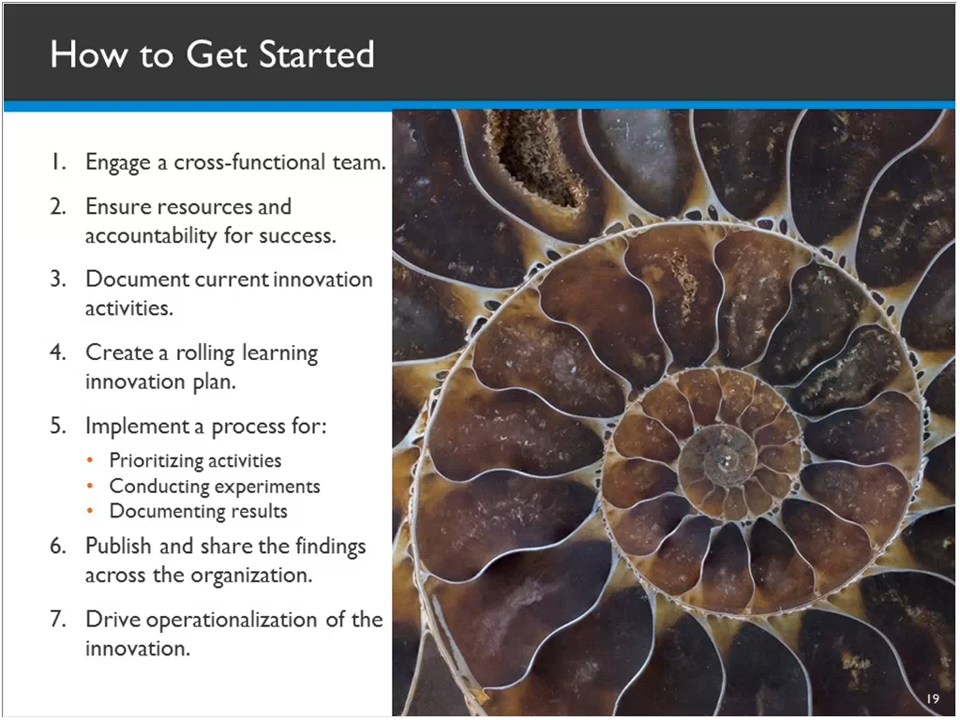 How to Get Started
1. Engage a cross-functional team.
2. Ensure resources and
accountability for success.
3. Document current innovation
activities.
4. Create a rolling learning
innovation plan.
5. Implement a process for:
• Prioritizing activities
• Conducting experiments
• Documenting results
6. Publish and share the findings
across the organization.
7. Drive operationalization of the
innovation.
19